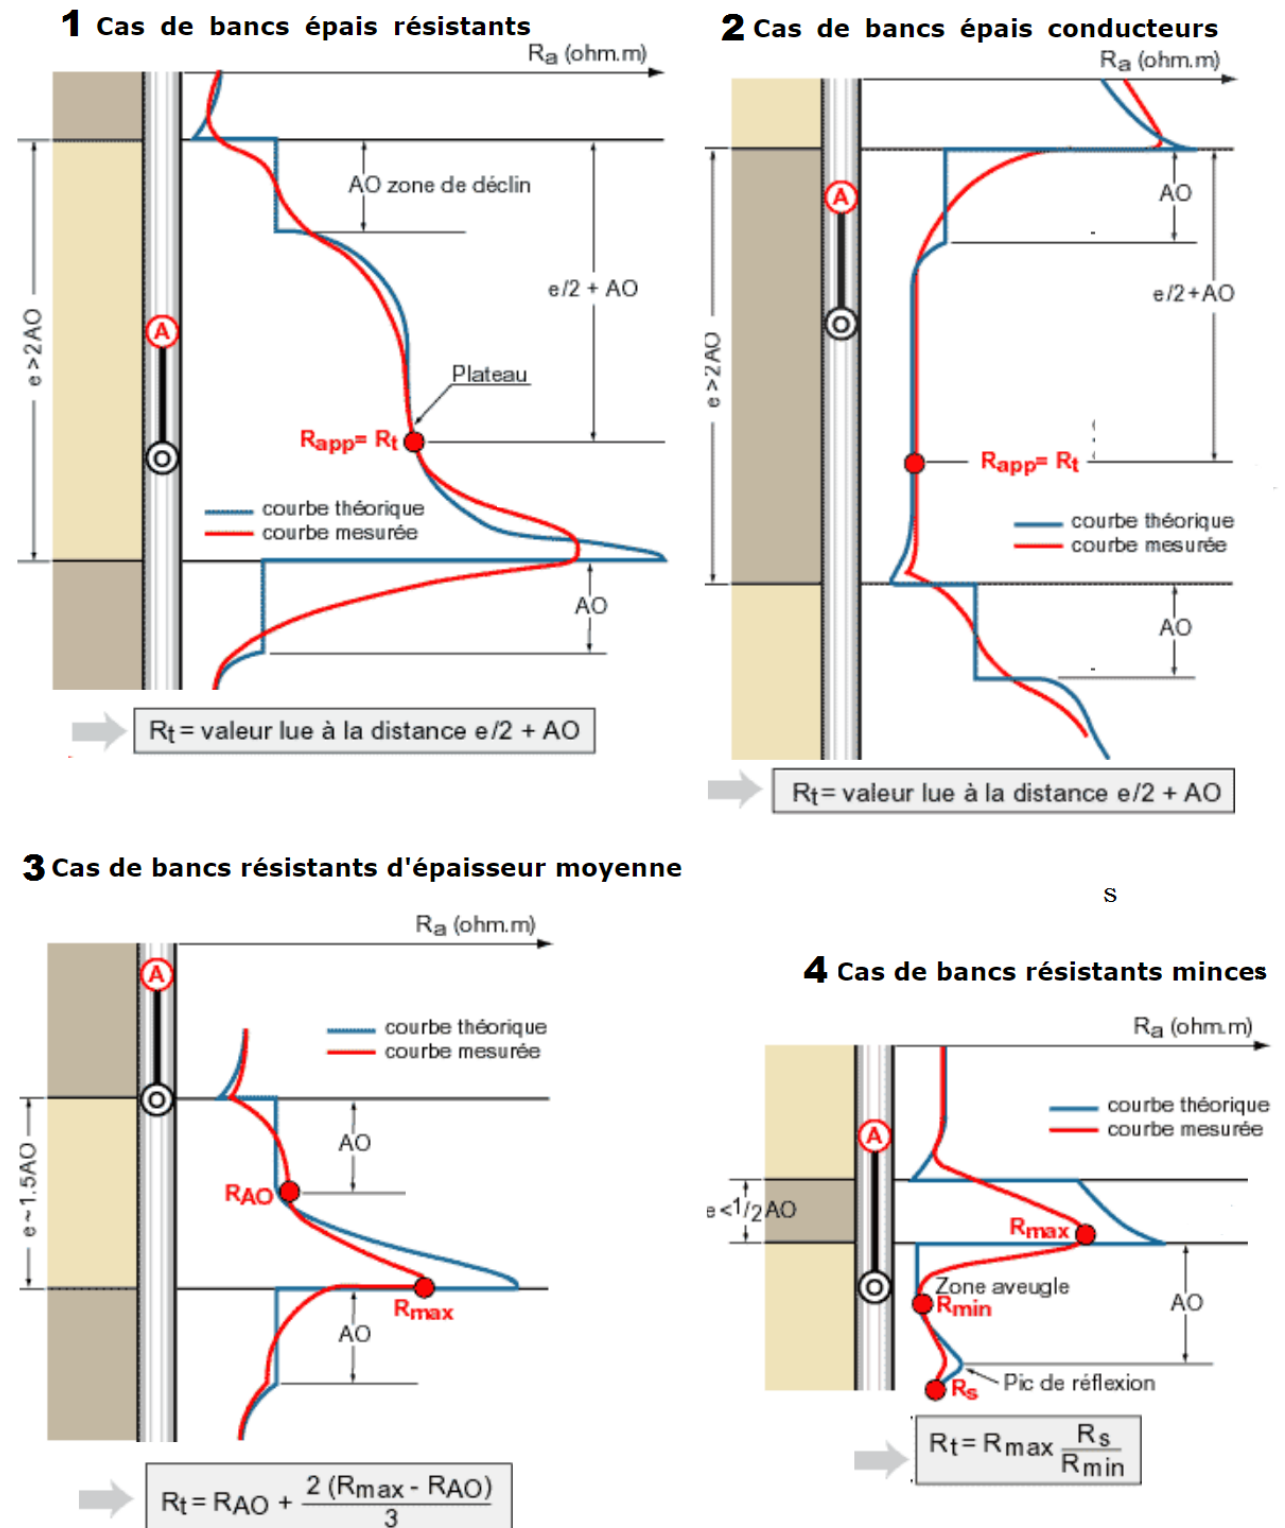 1 Cas de bancs épais résistants
Ra (ohm.m)
AO zone de déclin
e/2 + AO
e > 2AO
A
Plateau
Rapp= Rt
O
courbe théorique
courbe mesurée
AO
Rt = valeur lue à la distance e/2 + AO
2 Cas de bancs épais conducteurs
Ra (ohm.m)
A
AO
e/2+AO
O
e > 2AO
Rapp= Rt
courbe théorique
courbe mesurée
AO
Rt = valeur lue à la distance e/2 + AO
3 Cas de bancs résistants d'épaisseur moyenne
Ra (ohm.m)
A
courbe théorique
courbe mesurée
O
AO
e ~ 1.5AO
RAO
Rmax
AO
Rt = RAO + 2 (Rmax - RAO)
3
s
4 Cas de bancs résistants minces
Ra (ohm.m)
courbe théorique
courbe mesurée
A
e <1/2 AO
Rmax
O
Zone aveugle
Rmin
AO
Rs
Pic de réflexion
Rt = Rmax Rs
Rmin